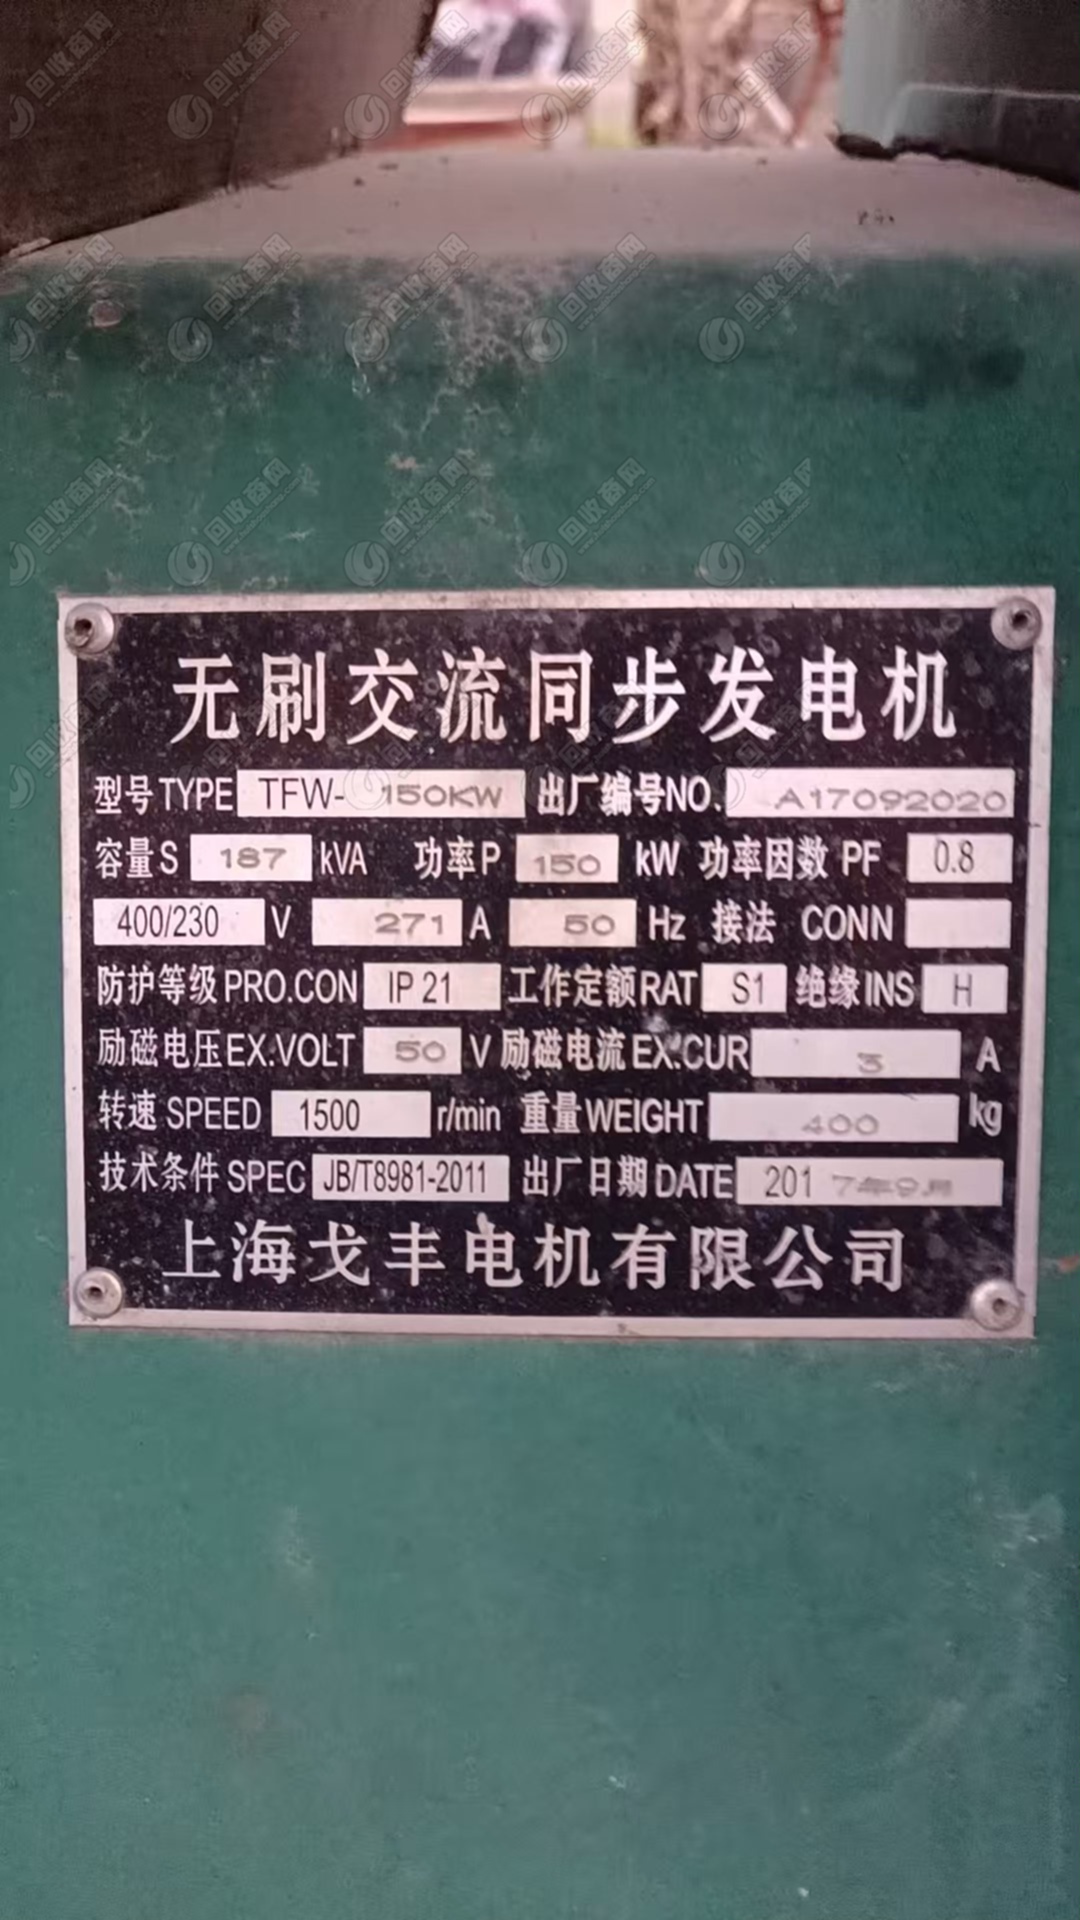 无刷交流同步发电机
型号TYPE TFW- 150KW 出厂编号NO. A17092020
容量S 187 kVA 功率P 150 kW 功率因数 PF 0.8
400/230 V 271 A 50 Hz 接法 CONN
防护等级PRO.CON IP 21 工作定额RAT S1 绝缘INS H
励磁电压EX.VOLT 50 V 励磁电流EX.CUR 3 A
转速 SPEED 1500 r/min 重量WEIGHT 400 kg
技术条件 SPEC JB/T8981-2011 出厂日期DATE 2017年9月
上海戈丰电机有限公司
回收商网